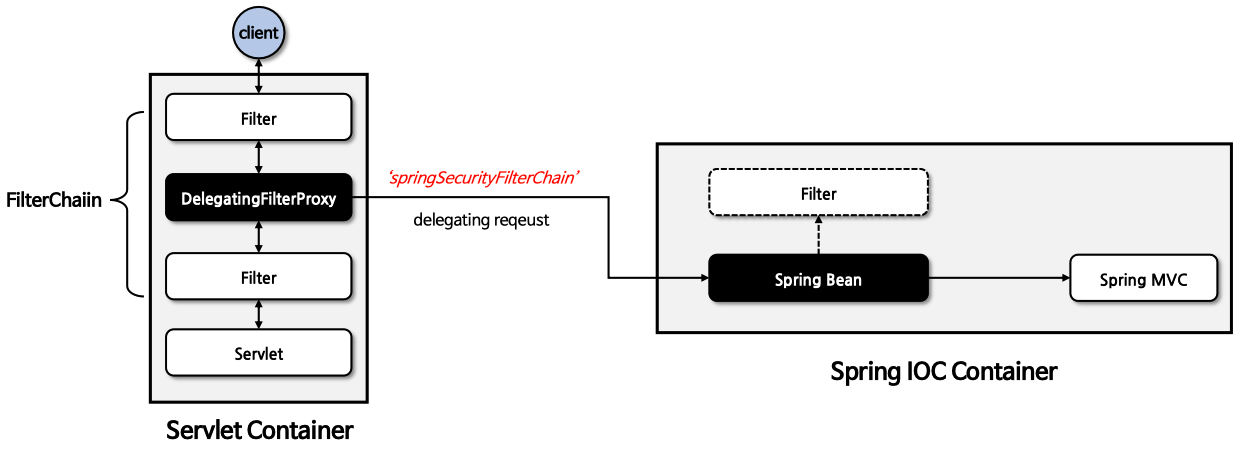 client
Filter
DelegatingFilterProxy
FilterChaiin
Filter
Servlet
Servlet Container
‘springSecurityFilterChain’
delegating reqeust
Filter
Spring Bean
Spring MVC
Spring IOC Container